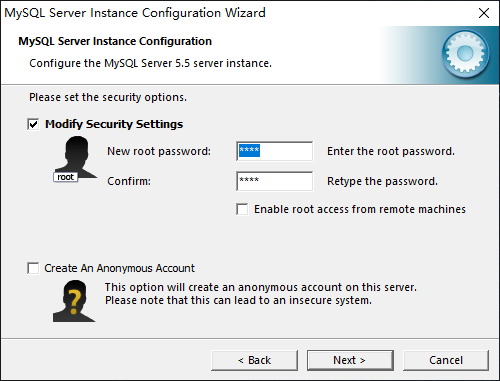 MySQL Server Instance Configuration Wizard
MySQL Server Instance Configuration
Configure the MySQL Server 5.5 server instance.
Please set the security options.
Modify Security Settings
New root password: **** Enter the root password.
root
Confirm: **** Retype the password.
Enable root access from remote machines
Create An Anonymous Account
This option will create an anonymous account on this server.
Please note that this can lead to an insecure system.
< Back Next > Cancel